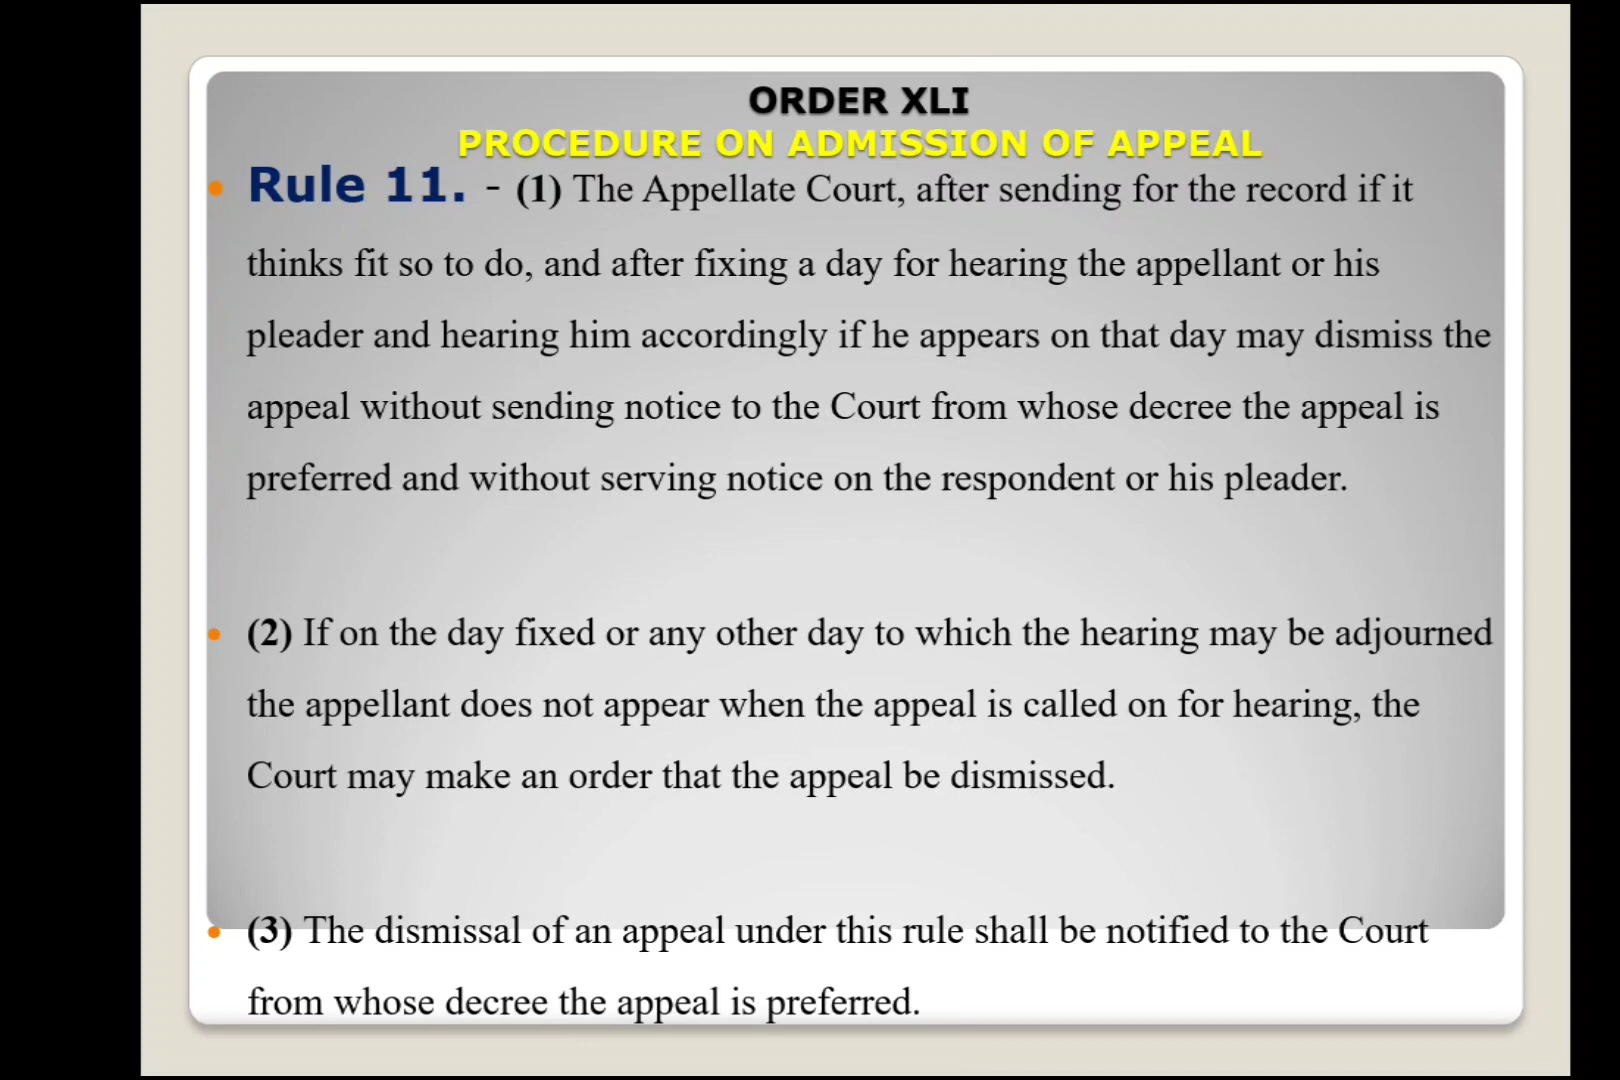 ORDER XLI
PROCEDURE ON ADMISSION OF APPEAL
• Rule 11. - (1) The Appellate Court, after sending for the record if it
thinks fit so to do, and after fixing a day for hearing the appellant or his
pleader and hearing him accordingly if he appears on that day may dismiss the
appeal without sending notice to the Court from whose decree the appeal is
preferred and without serving notice on the respondent or his pleader.
• (2) If on the day fixed or any other day to which the hearing may be adjourned
the appellant does not appear when the appeal is called on for hearing, the
Court may make an order that the appeal be dismissed.
• (3) The dismissal of an appeal under this rule shall be notified to the Court
from whose decree the appeal is preferred.